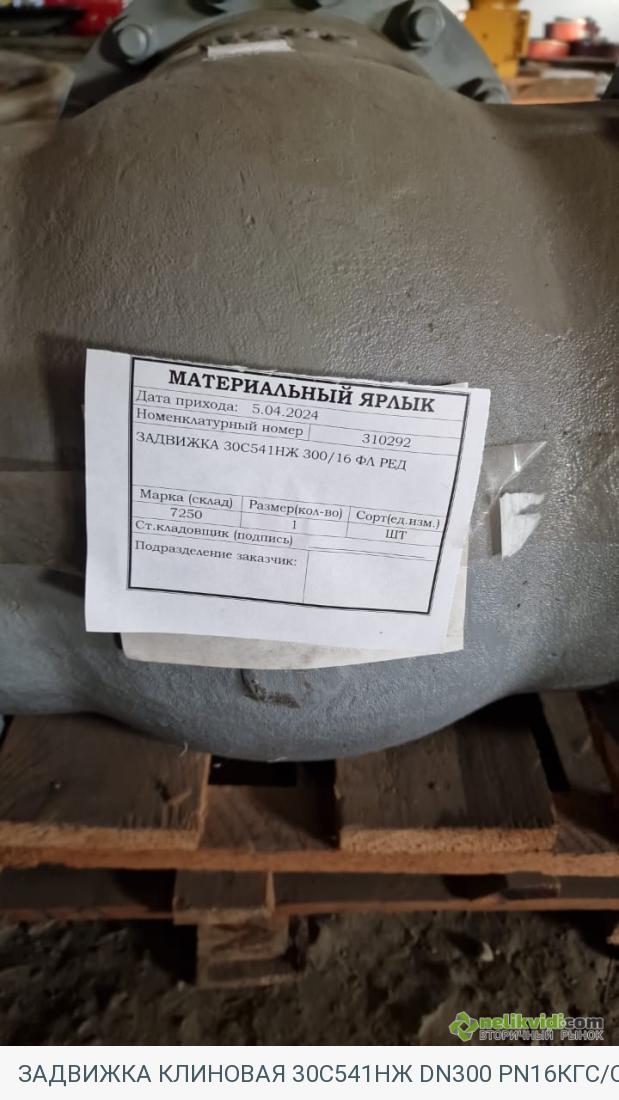 МАТЕРИАЛЬНЫЙ ЯРЛЫК
Дата прихода: 5.04.2024
Номенклатурный номер 310292
ЗАДВИЖКА 30С541НЖ 300/16 ФЛ РЕД
Марка (склад) Размер(кол-во) Сорт(ед.изм.)
7250 1 ШТ
Ст.кладовщик (подпись)
Подразделение заказчик:
nelikvidi.com
ВТОРИЧНЫЙ РЫНОК
ЗАДВИЖКА КЛИНОВАЯ 30С541НЖ DN300 PN16КГС/